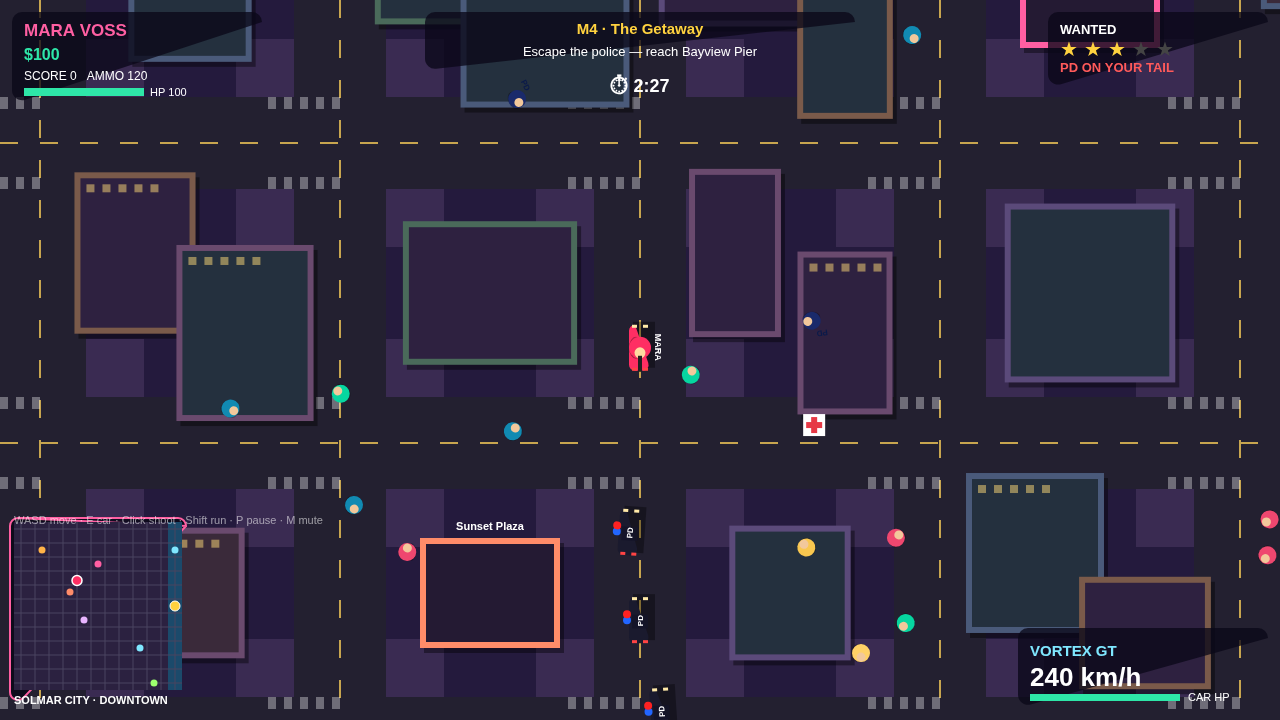 MARA VOSS
$100
SCORE 0 AMMO 120
HP 100
M4 · The Getaway
Escape the police — reach Bayview Pier
⏱ 2:27
WANTED
★ ★ ★ ★ ★
PD ON YOUR TAIL
MARA
WASD move · E car · Click shoot · Shift run · P pause · M mute
Sunset Plaza
PD
PD
PD
SOLMAR CITY · DOWNTOWN
VORTEX GT
240 km/h
CAR HP